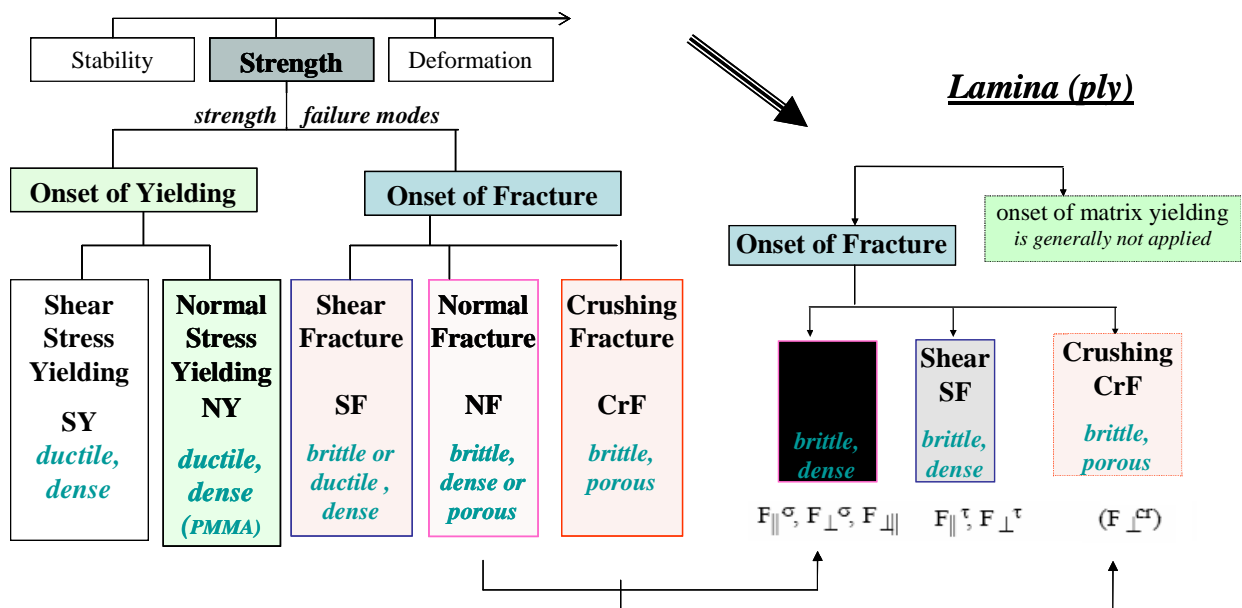 Stability
Strength
Deformation
Lamina (ply)
strength failure modes
Onset of Yielding
Onset of Fracture
Shear
Stress
Yielding
SY
ductile,
dense
Normal
Stress
Yielding
NY
ductile,
dense
(PMMA)
Shear
Fracture
SF
brittle or
ductile ,
dense
Normal
Fracture
NF
brittle,
dense or
porous
Crushing
Fracture
CrF
brittle,
porous
onset of matrix yielding
is generally not applied
Onset of Fracture
brittle,
dense
Shear
SF
brittle,
dense
Crushing
CrF
brittle,
porous
F∥^σ, F⊥^σ, F⊥∥
F∥^τ, F⊥^τ
(F⊥^cr)